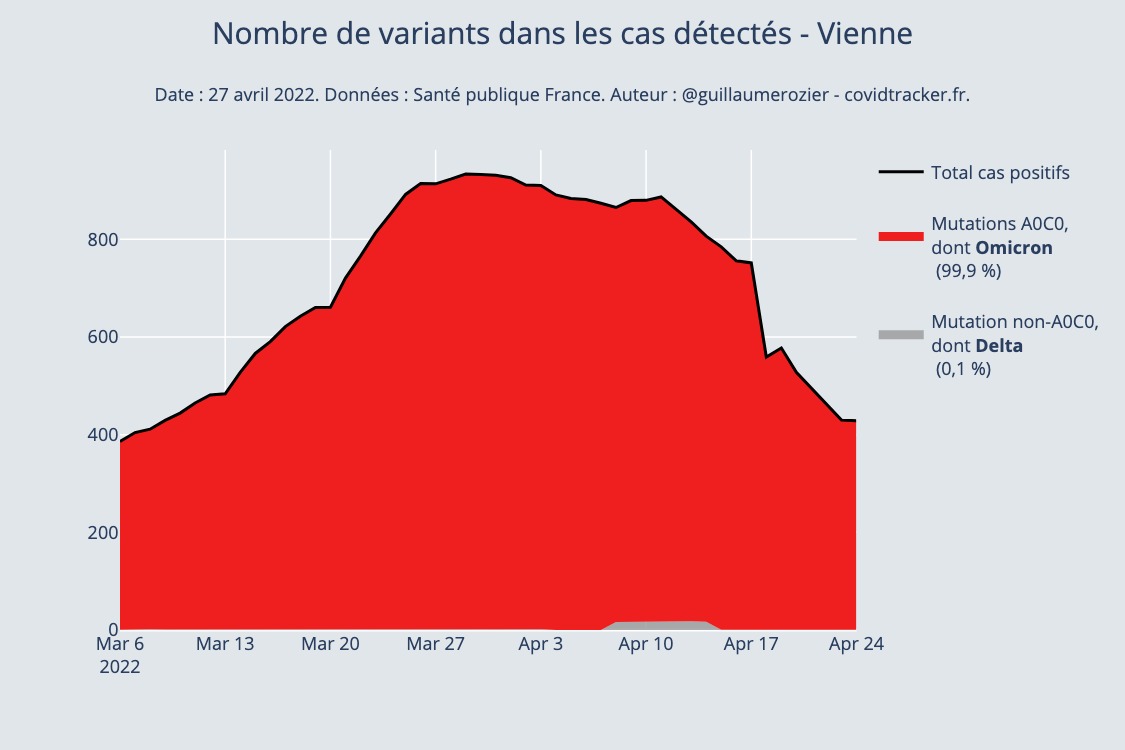 Nombre de variants dans les cas détectés - Vienne
Date : 27 avril 2022. Données : Santé publique France. Auteur : @guillaumerozier - covidtracker.fr.
Total cas positifs
Mutations A0C0,
dont Omicron
(99,9 %)
Mutation non-A0C0,
dont Delta
(0,1 %)
800
600
400
200
0
Mar 6
2022
Mar 13
Mar 20
Mar 27
Apr 3
Apr 10
Apr 17
Apr 24